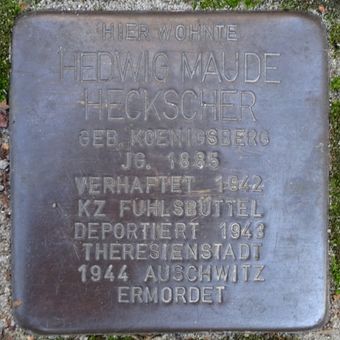 HIER WOHNTE
HEDWIG MAUDE
HECKSCHER
GEB. KOENIGSBERG
JG. 1885
VERHAFTET 1942
KZ FUHLSBÜTTEL
DEPORTIERT 1943
THERESIENSTADT
1944 AUSCHWITZ
ERMORDET